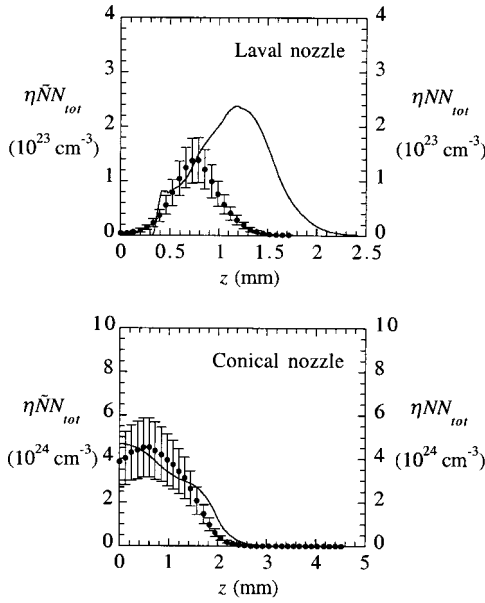 4
3
2
1
0
ηN̄N_tot
(10^23 cm^-3)
Laval nozzle
4
3
2
1
0
ηNN_tot
(10^23 cm^-3)
0 0.5 1 1.5 2 2.5
z (mm)
10
8
6
4
2
0
ηÑN_tot
(10^24 cm^-3)
Conical nozzle
10
8
6
4
2
0
ηNN_tot
(10^24 cm^-3)
0 1 2 3 4 5
z (mm)